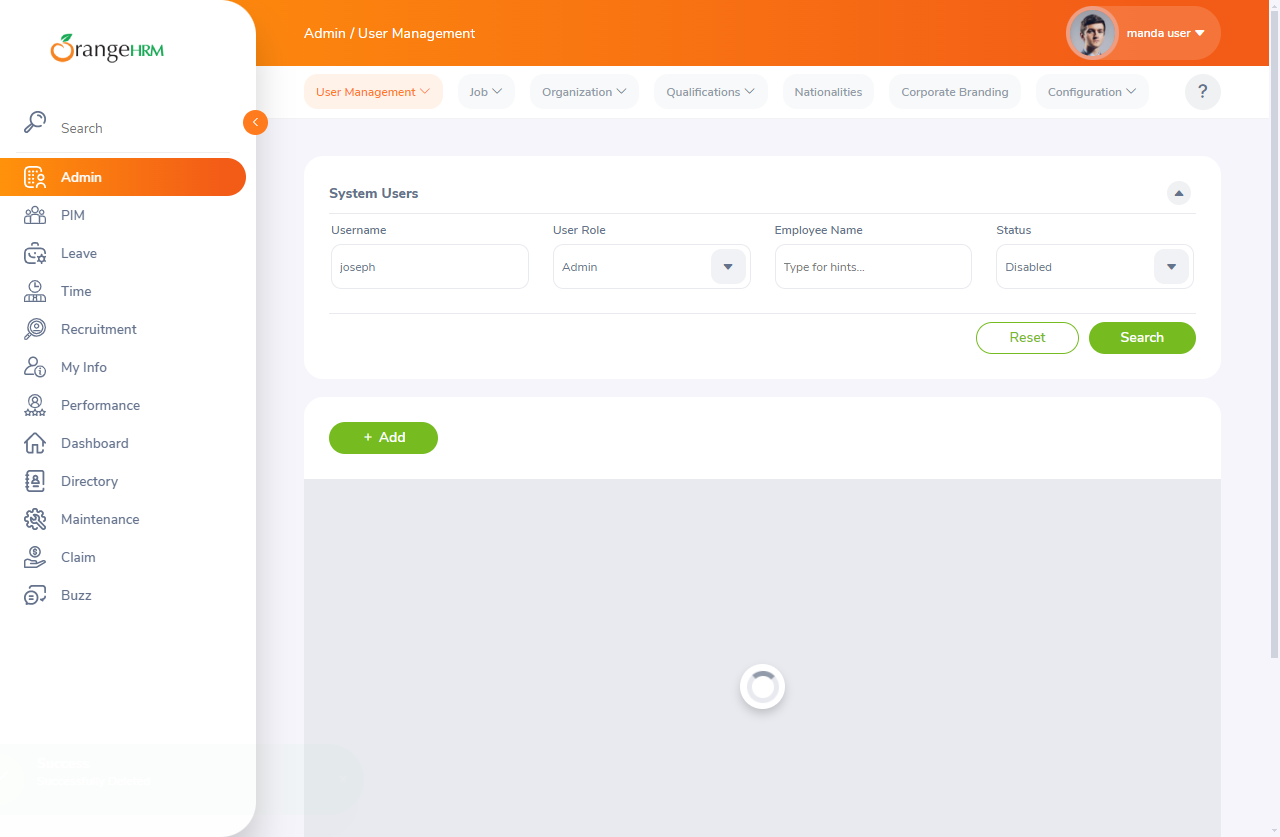 OrangeHRM
Admin / User Management
manda user
User Management
Job
Organization
Qualifications
Nationalities
Corporate Branding
Configuration
?
Search
Admin
PIM
Leave
Time
Recruitment
My Info
Performance
Dashboard
Directory
Maintenance
Claim
Buzz
System Users
Username
User Role
Employee Name
Status
joseph
Admin
Type for hints...
Disabled
Reset
Search
+ Add